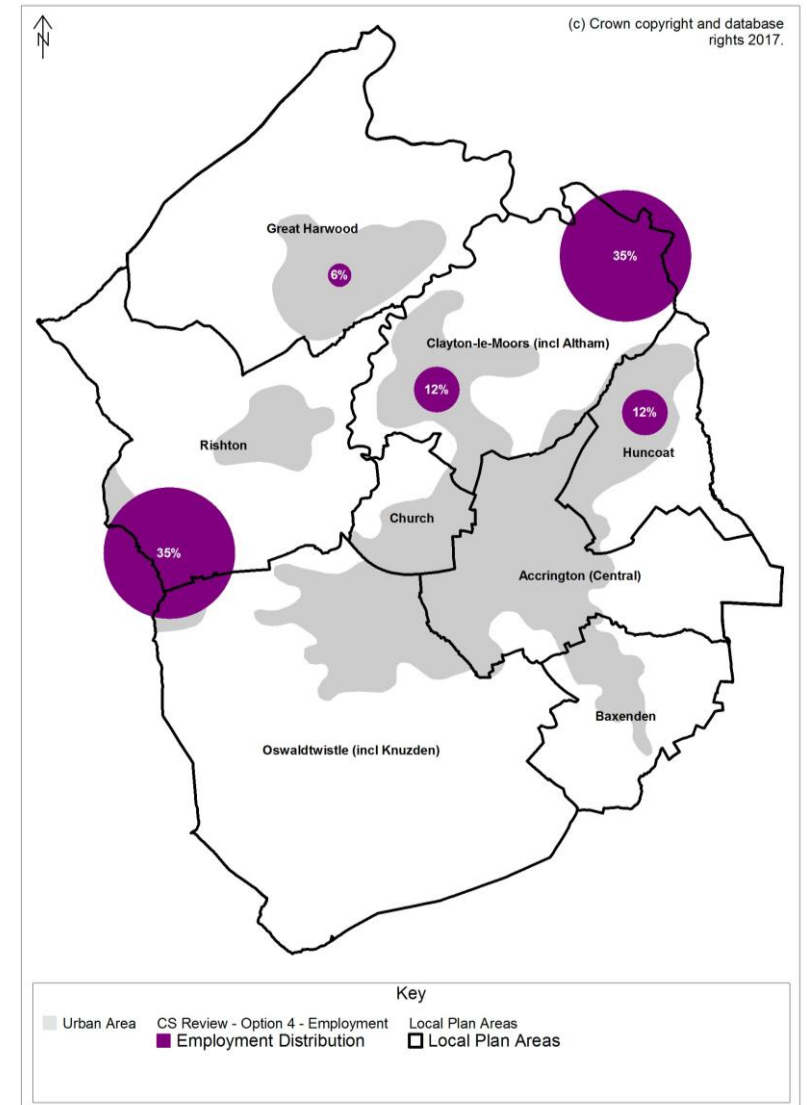 N
(c) Crown copyright and database
rights 2017.
Great Harwood
6%
35%
Clayton-le-Moors (incl Altham)
12%
12%
Huncoat
Rishton
Church
35%
Accrington (Central)
Baxenden
Oswaldtwistle (incl Knuzden)
Key
Urban Area
CS Review - Option 4 - Employment
Employment Distribution
Local Plan Areas
Local Plan Areas